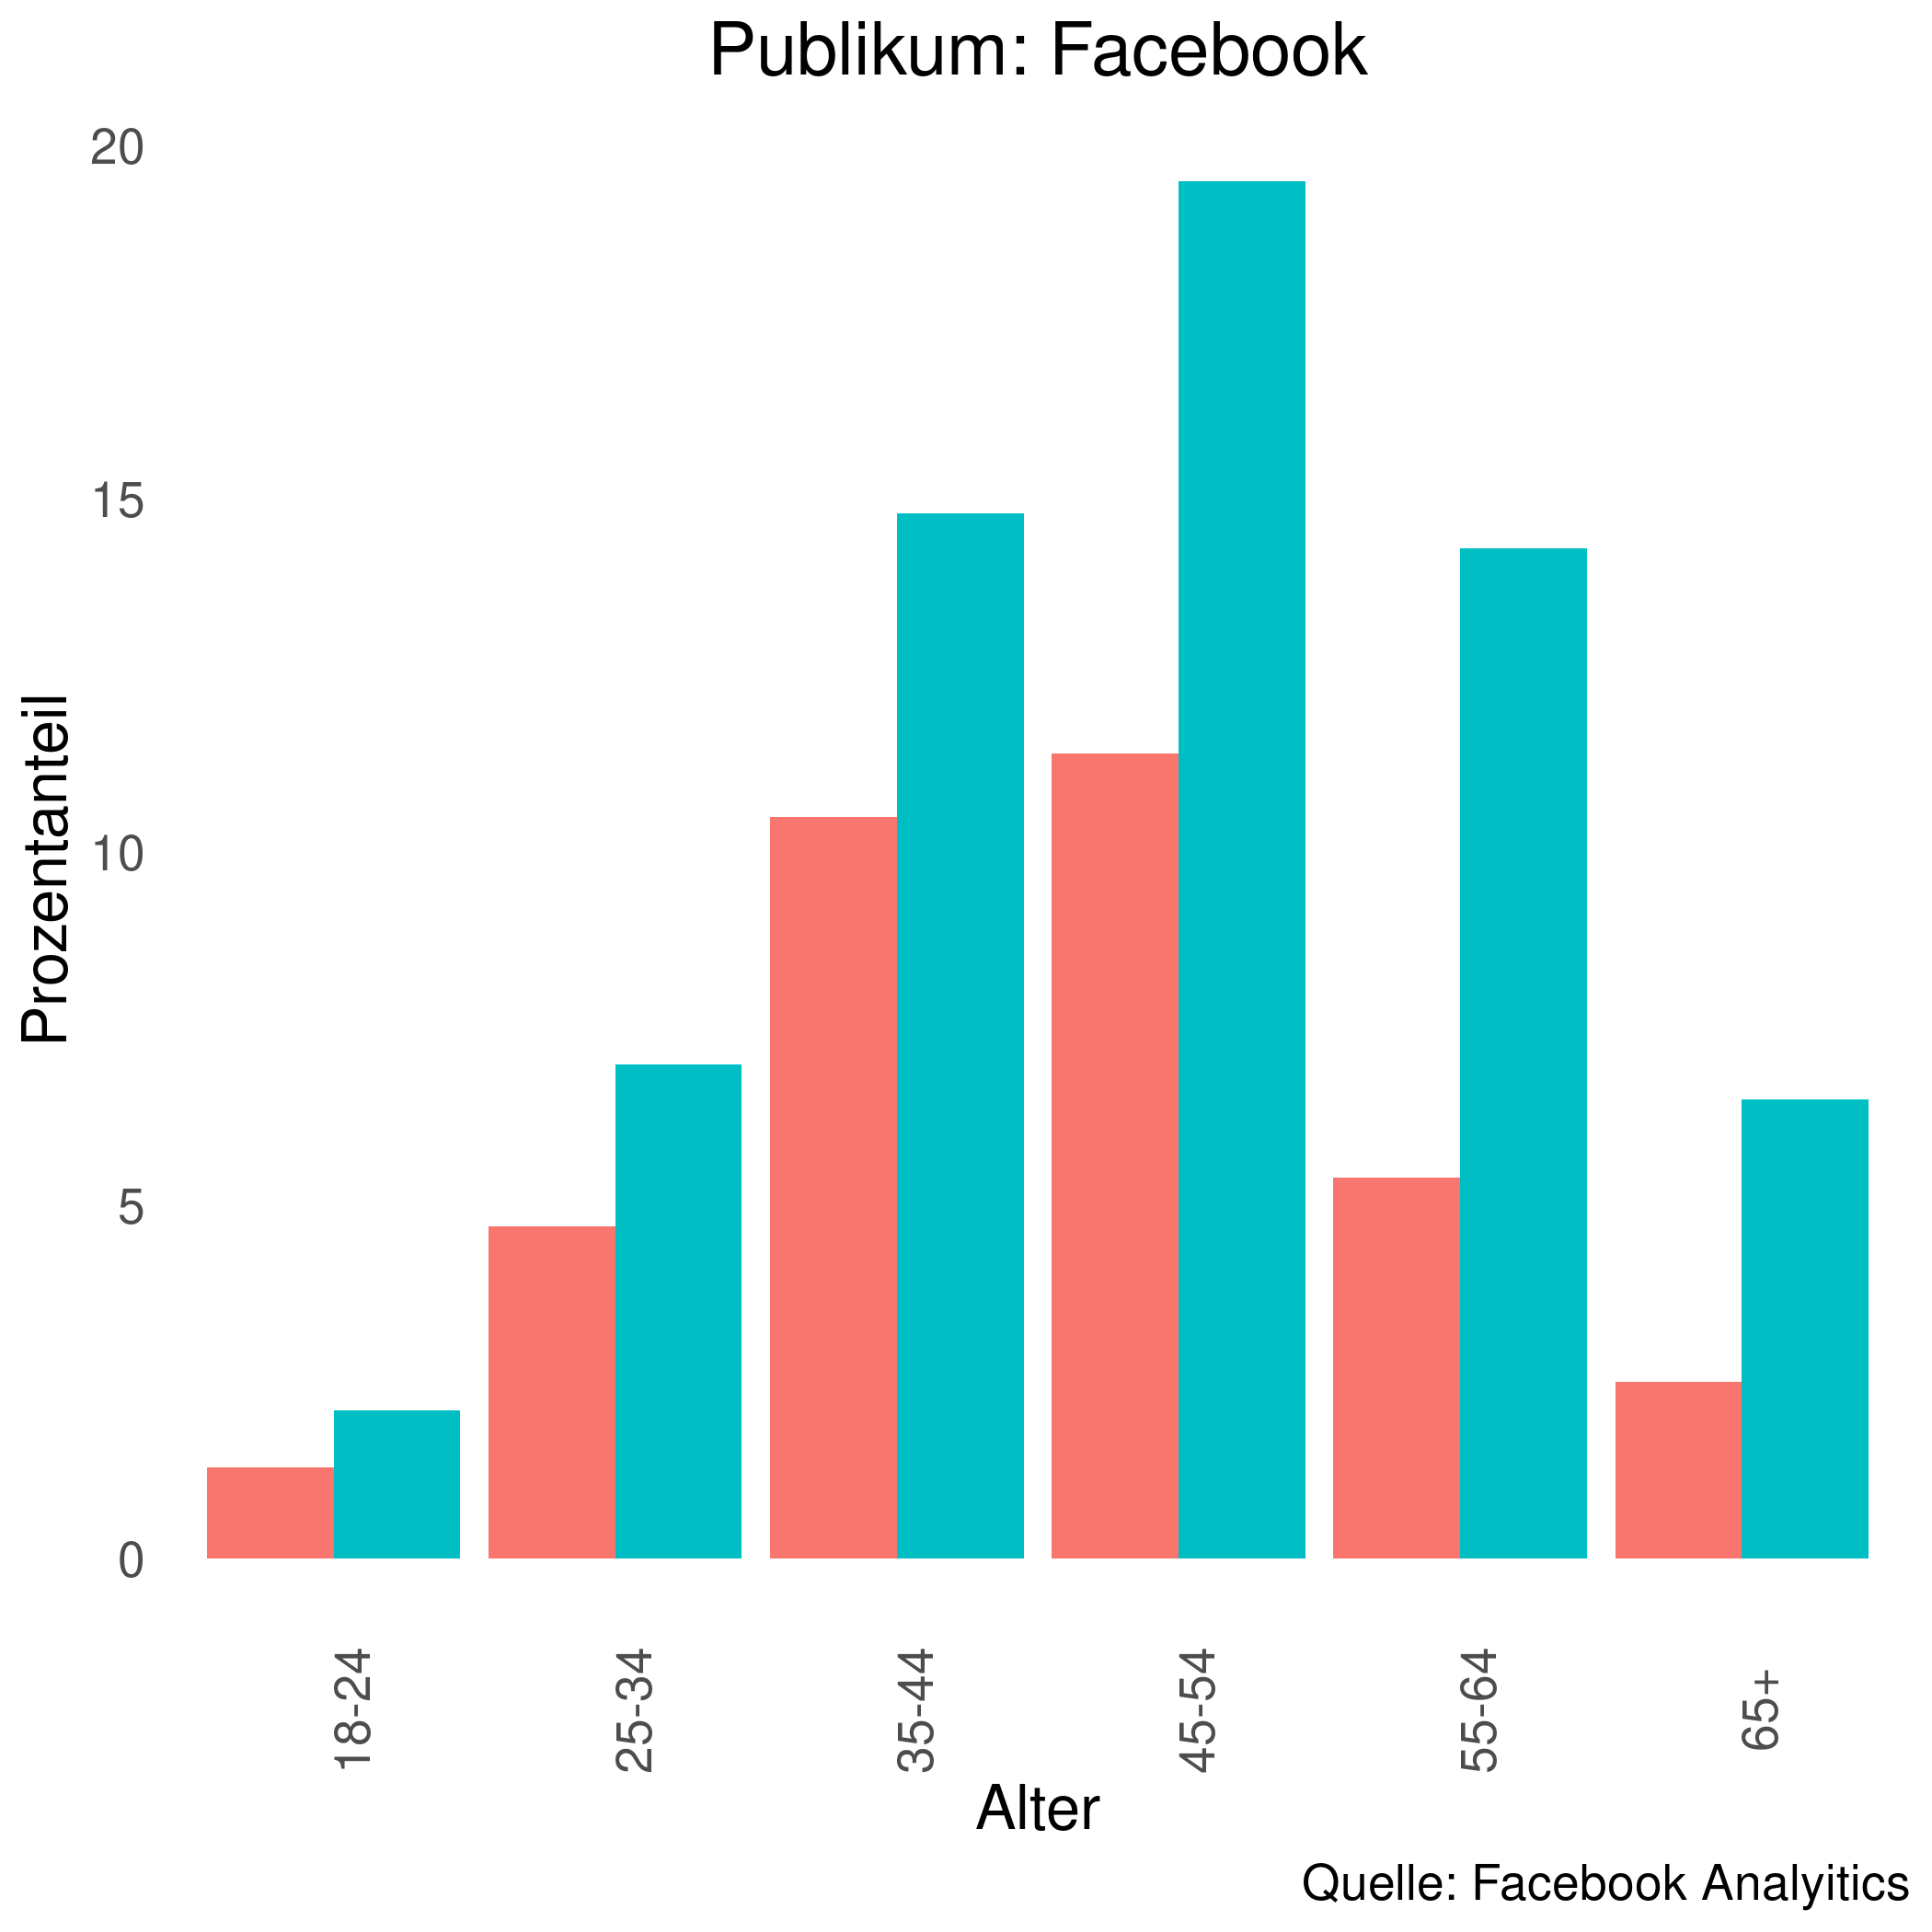 Publikum: Facebook
20
15
10
5
0
Prozentanteil
18-24
25-34
35-44
45-54
55-64
65+
Alter
Quelle: Facebook Analyitics